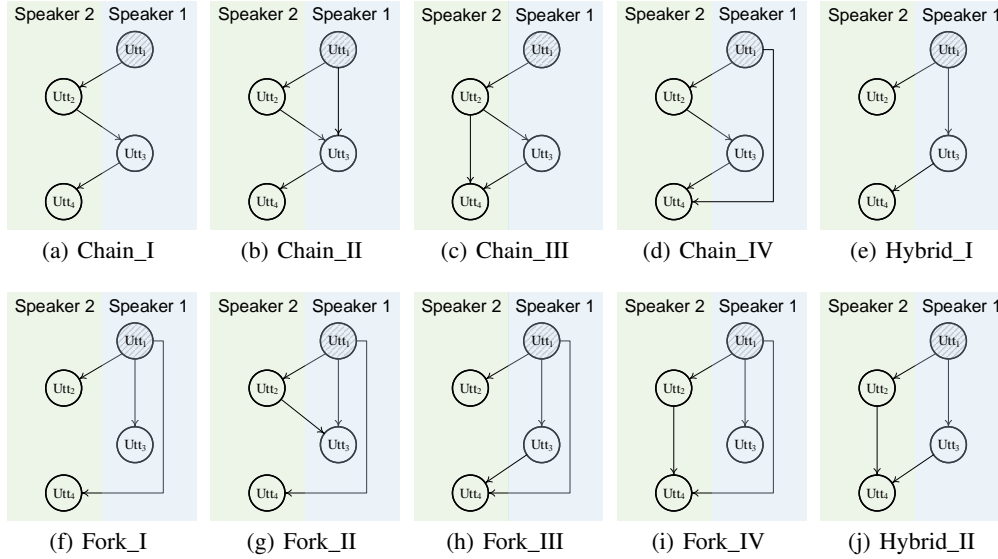 Speaker 2 Speaker 1 Speaker 2 Speaker 1 Speaker 2 Speaker 1 Speaker 2 Speaker 1 Speaker 2 Speaker 1
Utt1 Utt1 Utt1 Utt1 Utt1
Utt2 Utt2 Utt2 Utt2 Utt2
Utt3 Utt3 Utt3 Utt3 Utt3
Utt4 Utt4 Utt4 Utt4 Utt4
(a) Chain_I (b) Chain_II (c) Chain_III (d) Chain_IV (e) Hybrid_I
Speaker 2 Speaker 1 Speaker 2 Speaker 1 Speaker 2 Speaker 1 Speaker 2 Speaker 1 Speaker 2 Speaker 1
Utt1 Utt1 Utt1 Utt1 Utt1
Utt2 Utt2 Utt2 Utt2 Utt2
Utt3 Utt3 Utt3 Utt3 Utt3
Utt4 Utt4 Utt4 Utt4 Utt4
(f) Fork_I (g) Fork_II (h) Fork_III (i) Fork_IV (j) Hybrid_II